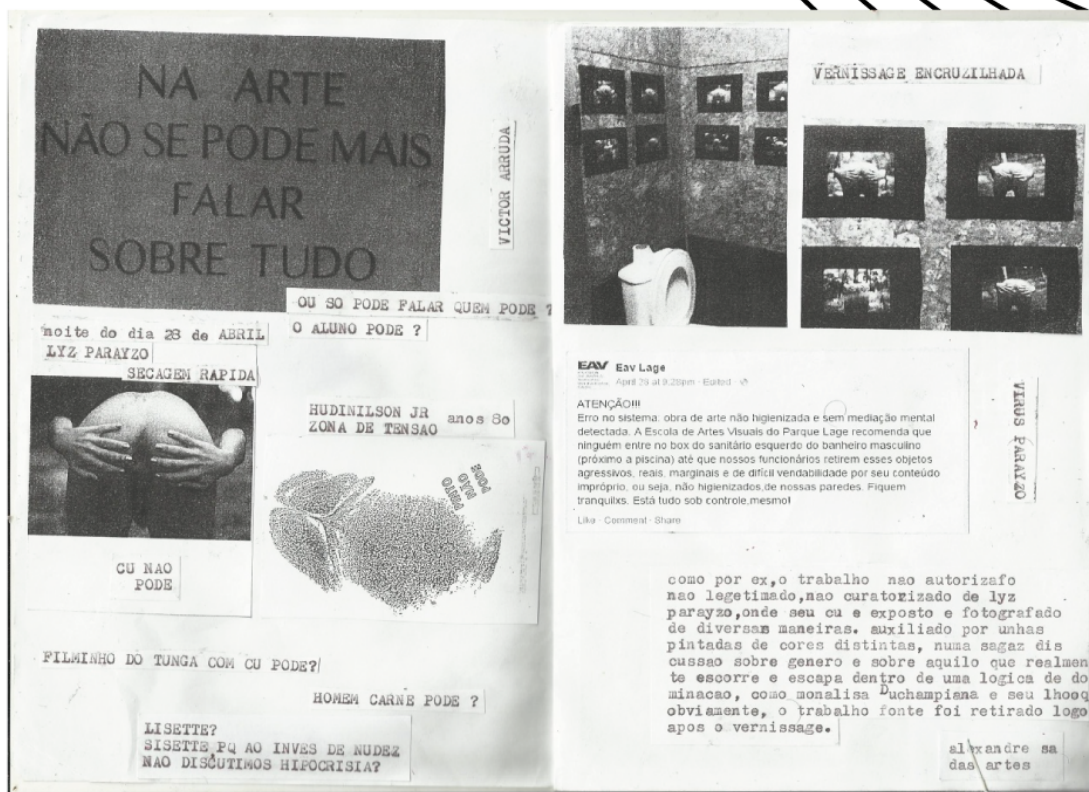 NA ARTE
NÃO SE PODE MAIS
FALAR
SOBRE TUDO
VICTOR ARRUDA
OU SO PODE FALAR QUEM PODE ?
O ALUNO PODE ?
noite do dia 28 de ABRIL
LYZ PARAYZO
SECAGEM RAPIDA
HUDINILSON JR anos 80
ZONA DE TENSAO
PINTO
NÃO
PODE
CU NAO
PODE
FILMINHO DO TUNGA COM CU PODE?
HOMEM CARNE PODE ?
LISETTE?
SISETTE PQ AO INVES DE NUDEZ
NAO DISCUTIMOS HIPOCRISIA?
VERNISSAGE ENCRUZILHADA
EAV
Eav Lage
April 28 at 9:28pm · Edited
ATENÇÃO!!!
Erro no sistema: obra de arte não higienizada e sem mediação mental
detectada. A Escola de Artes Visuais do Parque Lage recomenda que
ninguém entre no box do sanitário esquerdo do banheiro masculino
(próximo a piscina) até que nossos funcionários retirem esses objetos
agressivos, reais, marginais e de difícil vendabilidade por seu conteúdo
impróprio, ou seja, não higienizados,de nossas paredes. Fiquem
tranquilxs. Está tudo sob controle,mesmo!
Like · Comment · Share
VIRUS PARAYZO
como por ex,o trabalho nao autorizafo
nao legetimado,nao curatorizado de lyz
parayzo,onde seu cu e exposto e fotografado
de diversas maneiras. auxiliado por unhas
pintadas de cores distintas, numa sagaz dis
cussao sobre genero e sobre aquilo que realmen
te escorre e escapa dentro de uma logica de do
minacao, como monalisa Duchampiana e seu lhooq
obviamente, o trabalho fonte foi retirado logo
apos o vernissage.
alexandre sa
das artes